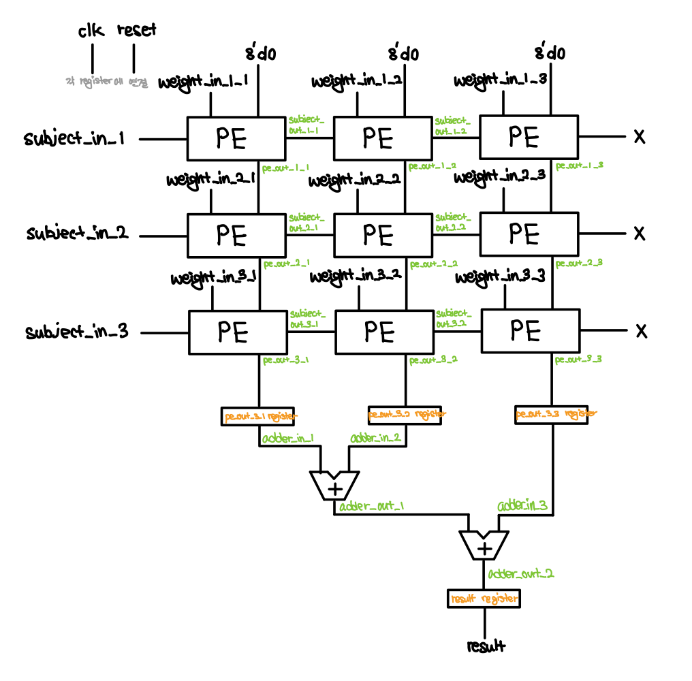 clk reset
각 register에 연결
8'd0 8'd0 8'd0
weight_in_1_1 weight_in_1_2 weight_in_1_3
subject_in_1 PE subject_out_1_1 PE subject_out_1_2 PE X
pe_out_1_1 pe_out_1_2 pe_out_1_3
weight_in_2_1 weight_in_2_2 weight_in_2_3
subject_in_2 PE subject_out_2_1 PE subject_out_2_2 PE X
pe_out_2_1 pe_out_2_2 pe_out_2_3
weight_in_3_1 weight_in_3_2 weight_in_3_3
subject_in_3 PE subject_out_3_1 PE subject_out_3_2 PE X
pe_out_3_1 pe_out_3_2 pe_out_3_3
pe_out_3_1 register pe_out_3_2 register pe_out_3_3 register
adder_in_1 adder_in_2
+
adder_out_1 adder_in_3
+
adder_out_2
result register
result